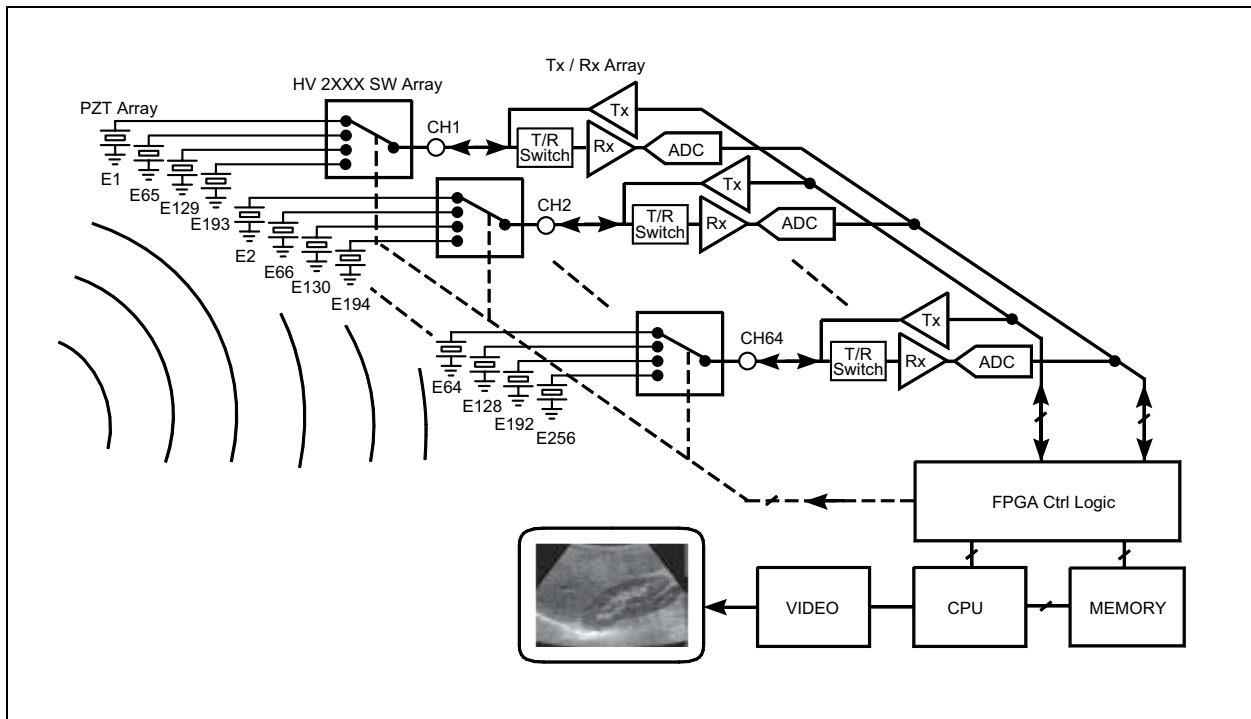 Tx / Rx Array
HV 2XXX SW Array
PZT Array
E1
E65
E129
E193
CH1
Tx
T/R
Switch
Rx
ADC
E2
E66
E130
E194
CH2
Tx
T/R
Switch
Rx
ADC
E64
E128
E192
E256
CH64
Tx
T/R
Switch
Rx
ADC
FPGA Ctrl Logic
VIDEO
CPU
MEMORY